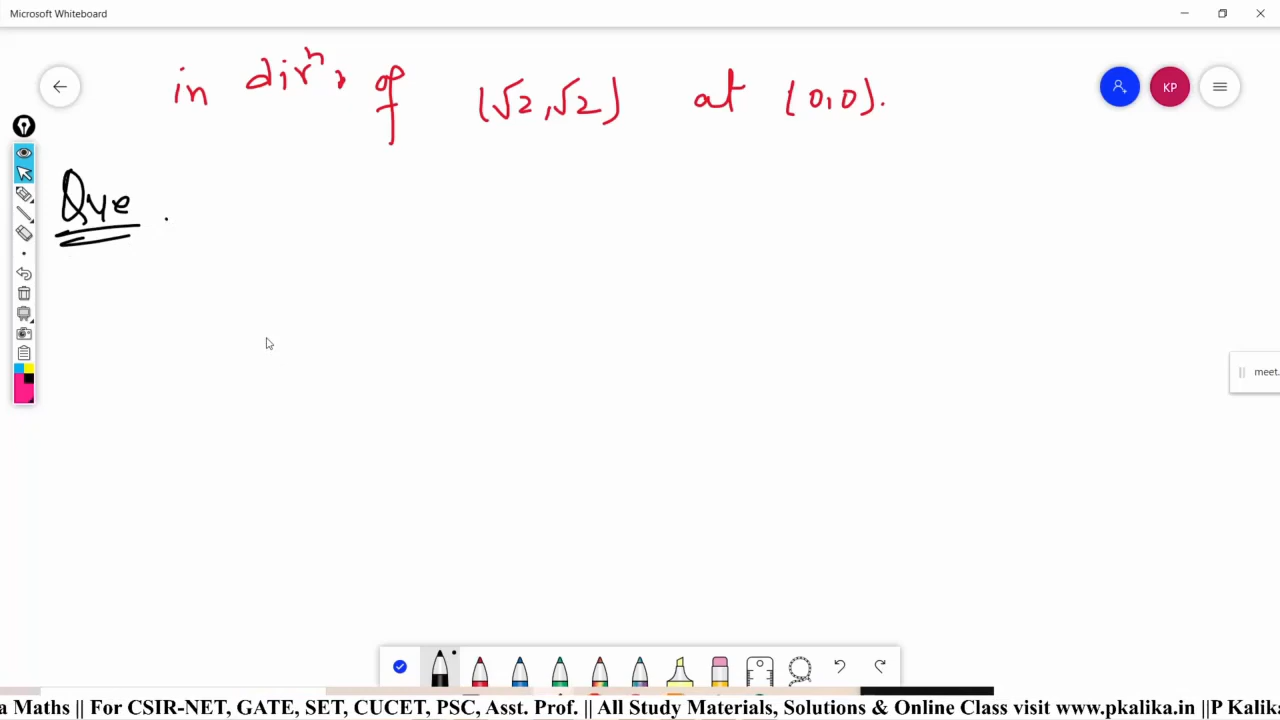 Microsoft Whiteboard
in dirⁿ. of (√2, √2) at (0,0).
KP
Que .
meet.
a Maths || For CSIR-NET, GATE, SET, CUCET, PSC, Asst. Prof. || All Study Materials, Solutions & Online Class visit www.pkalika.in ||P Kalika